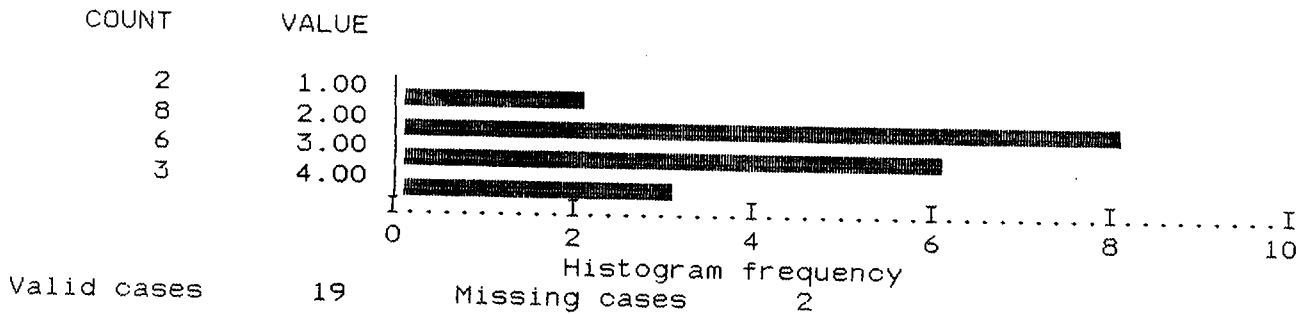 COUNT VALUE
2 1.00
8 2.00
6 3.00
3 4.00
I.........I.........I.........I.........I.........I
0 2 4 6 8 10
Histogram frequency
Valid cases 19 Missing cases 2